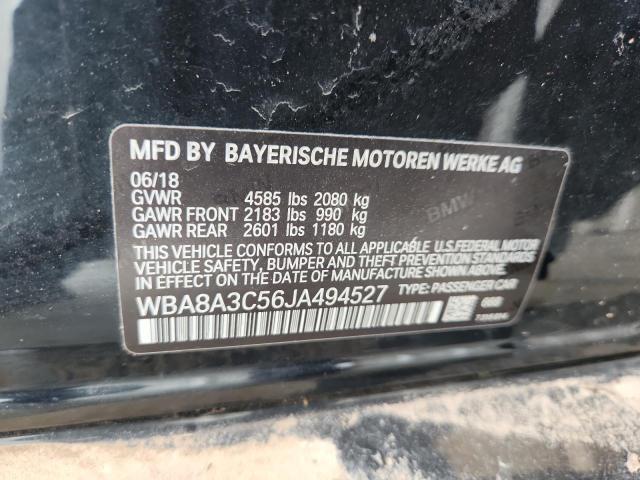 MFD BY BAYERISCHE MOTOREN WERKE AG
06/18
GVWR 4585 lbs 2080 kg
GAWR FRONT 2183 lbs 990 kg
GAWR REAR 2601 lbs 1180 kg
BMW
THIS VEHICLE CONFORMS TO ALL APPLICABLE U.S. FEDERAL MOTOR
VEHICLE SAFETY, BUMPER, AND THEFT PREVENTION STANDARDS
IN EFFECT ON THE DATE OF MANUFACTURE SHOWN ABOVE.
WBA8A3C56JA494527 TYPE: PASSENGER CAR